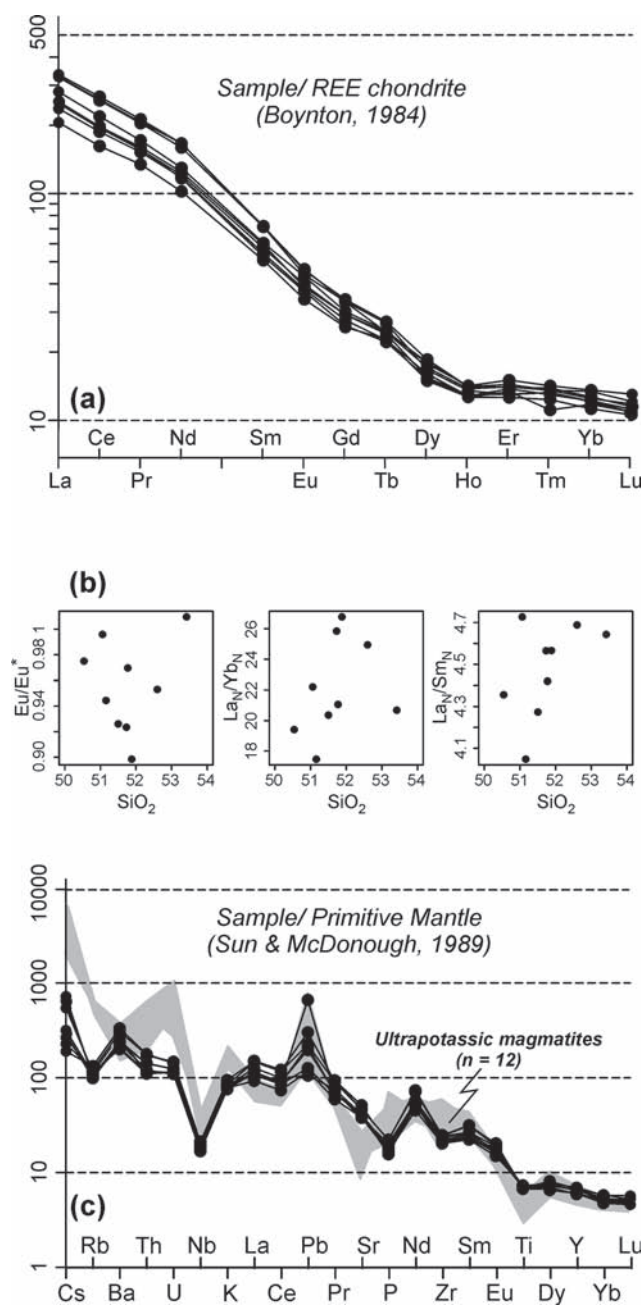 500
Sample/ REE chondrite
(Boynton, 1984)
100
(a)
10
Ce Nd Sm Gd Dy Er Yb
La Pr Eu Tb Ho Tm Lu
(b)
Eu/Eu*
0.90 0.94 0.98 1
50 51 52 53 54
SiO2
LaN/YbN
18 20 22 24 26
50 51 52 53 54
SiO2
LaN/SmN
4.1 4.3 4.5 4.7
50 51 52 53 54
SiO2
10000
Sample/ Primitive Mantle
(Sun & McDonough, 1989)
1000
Ultrapotassic magmatites
(n = 12)
100
10
(c)
1
Rb Th Nb La Pb Sr Nd Sm Ti Y Lu
Cs Ba U K Ce Pr P Zr Eu Dy Yb